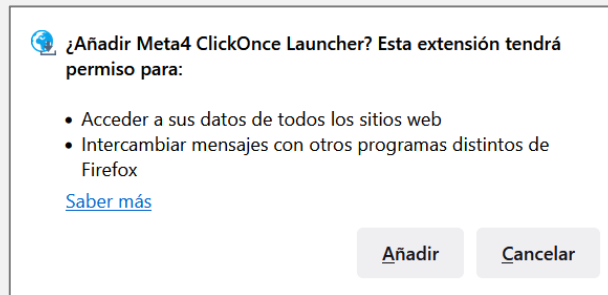 ¿Añadir Meta4 ClickOnce Launcher? Esta extensión tendrá
permiso para:
• Acceder a sus datos de todos los sitios web
• Intercambiar mensajes con otros programas distintos de
Firefox
Saber más
Añadir
Cancelar